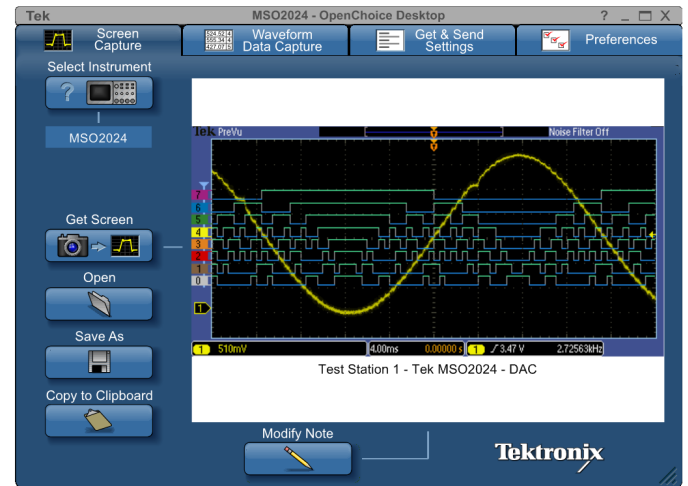 Tek MSO2024 - OpenChoice Desktop ? _ X
Screen Capture
Waveform Data Capture
Get & Send Settings
Preferences
Select Instrument
?
MSO2024
Get Screen
Open
Save As
Copy to Clipboard
Tek PreVu Noise Filter Off
7
6
5
4
3
2
1
0
1
1 510mV 4.00ms 0.00000 s 1 3.47 V 2.72563kHz
Test Station 1 - Tek MSO2024 - DAC
Modify Note
Tektronix